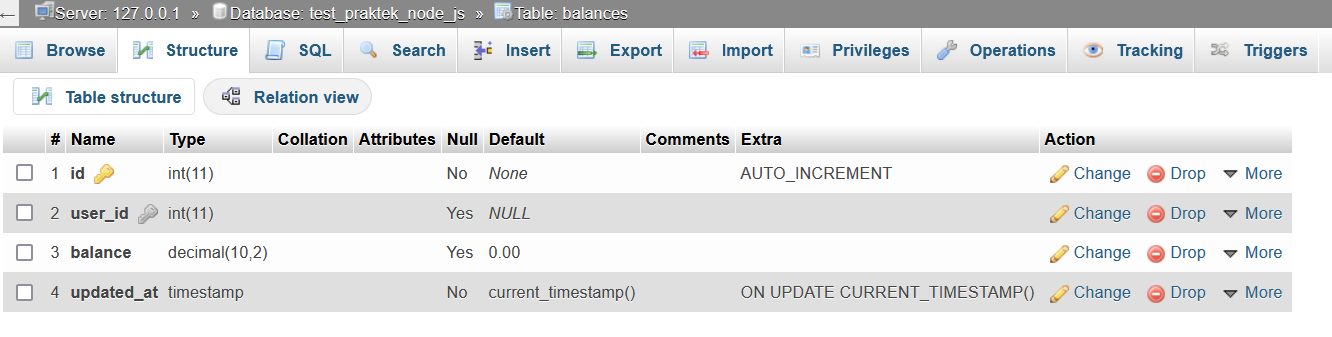 ← Server: 127.0.0.1 » Database: test_praktek_node_js » Table: balances
Browse Structure SQL Search Insert Export Import Privileges Operations Tracking Triggers
Table structure Relation view
# Name Type Collation Attributes Null Default Comments Extra Action
1 id int(11) No None AUTO_INCREMENT Change Drop More
2 user_id int(11) Yes NULL Change Drop More
3 balance decimal(10,2) Yes 0.00 Change Drop More
4 updated_at timestamp No current_timestamp() ON UPDATE CURRENT_TIMESTAMP() Change Drop More